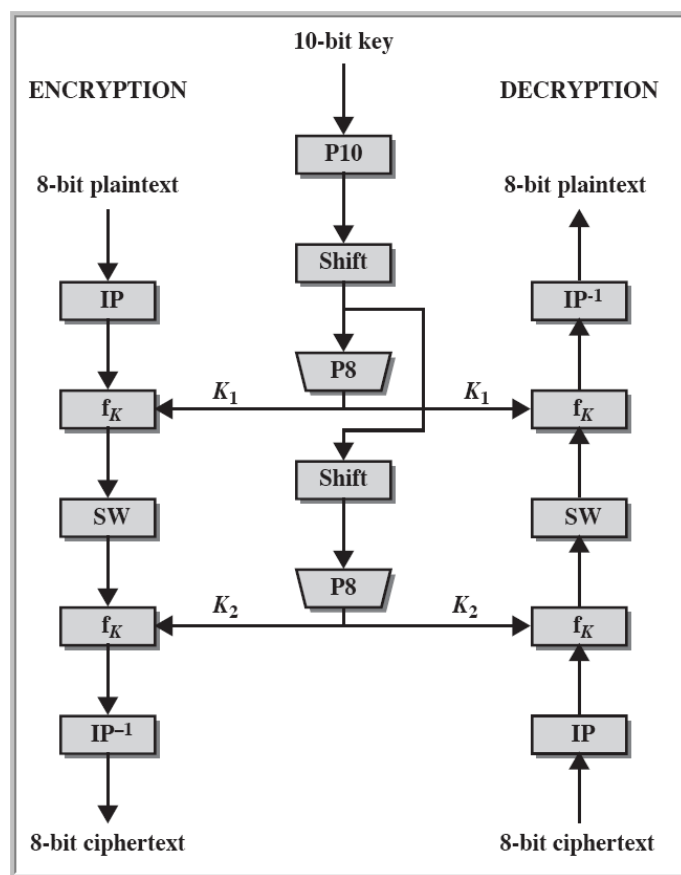 10-bit key
ENCRYPTION
DECRYPTION
P10
8-bit plaintext
8-bit plaintext
Shift
IP
IP-1
P8
fK
K1
K1
fK
Shift
SW
SW
P8
fK
K2
K2
fK
IP–1
IP
8-bit ciphertext
8-bit ciphertext